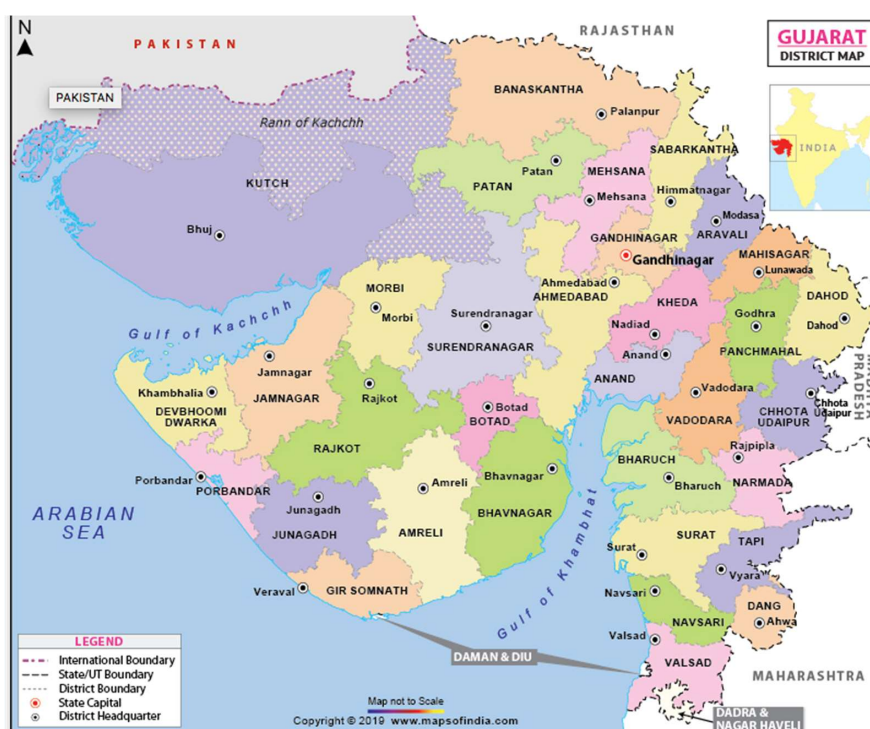 N
PAKISTAN
RAJASTHAN
GUJARAT
DISTRICT MAP
PAKISTAN
BANASKANTHA
Palanpur
Rann of Kachchh
SABARKANTHA
INDIA
Patan
MEHSANA
KUTCH
PATAN
Mehsana
Himmatnagar
Modasa
Bhuj
GANDHINAGAR
ARAVALI
Gandhinagar
MAHISAGAR
Lunawada
MORBI
Ahmedabad
AHMEDABAD
DAHOD
KHEDA
Morbi
Surendranagar
Godhra
Dahod
Gulf of Kachchh
Nadiad
SURENDRANAGAR
PANCHMAHAL
Anand
Jamnagar
ANAND
PRADESH
Khambhalia
Rajkot
Vadodara
Chhota
Udaipur
DEVBHOOMI
DWARKA
JAMNAGAR
Botad
BOTAD
VADODARA
CHHOTA
UDAIPUR
RAJKOT
Rajpipla
BHARUCH
Porbandar
Bhavnagar
Bharuch
NARMADA
PORBANDAR
Amreli
Junagadh
ARABIAN
SEA
BHAVNAGAR
JUNAGADH
AMRELI
SURAT
TAPI
Gulf of Khambhat
Surat
Vyara
Veraval
GIR SOMNATH
Navsari
DANG
NAVSARI
Ahwa
Valsad
LEGEND
International Boundary
State/UT Boundary
District Boundary
State Capital
District Headquarter
DAMAN & DIU
VALSAD
MAHARASHTRA
Map not to Scale
Copyright © 2019 www.mapsofindia.com
DADRA &
NAGAR HAVELI